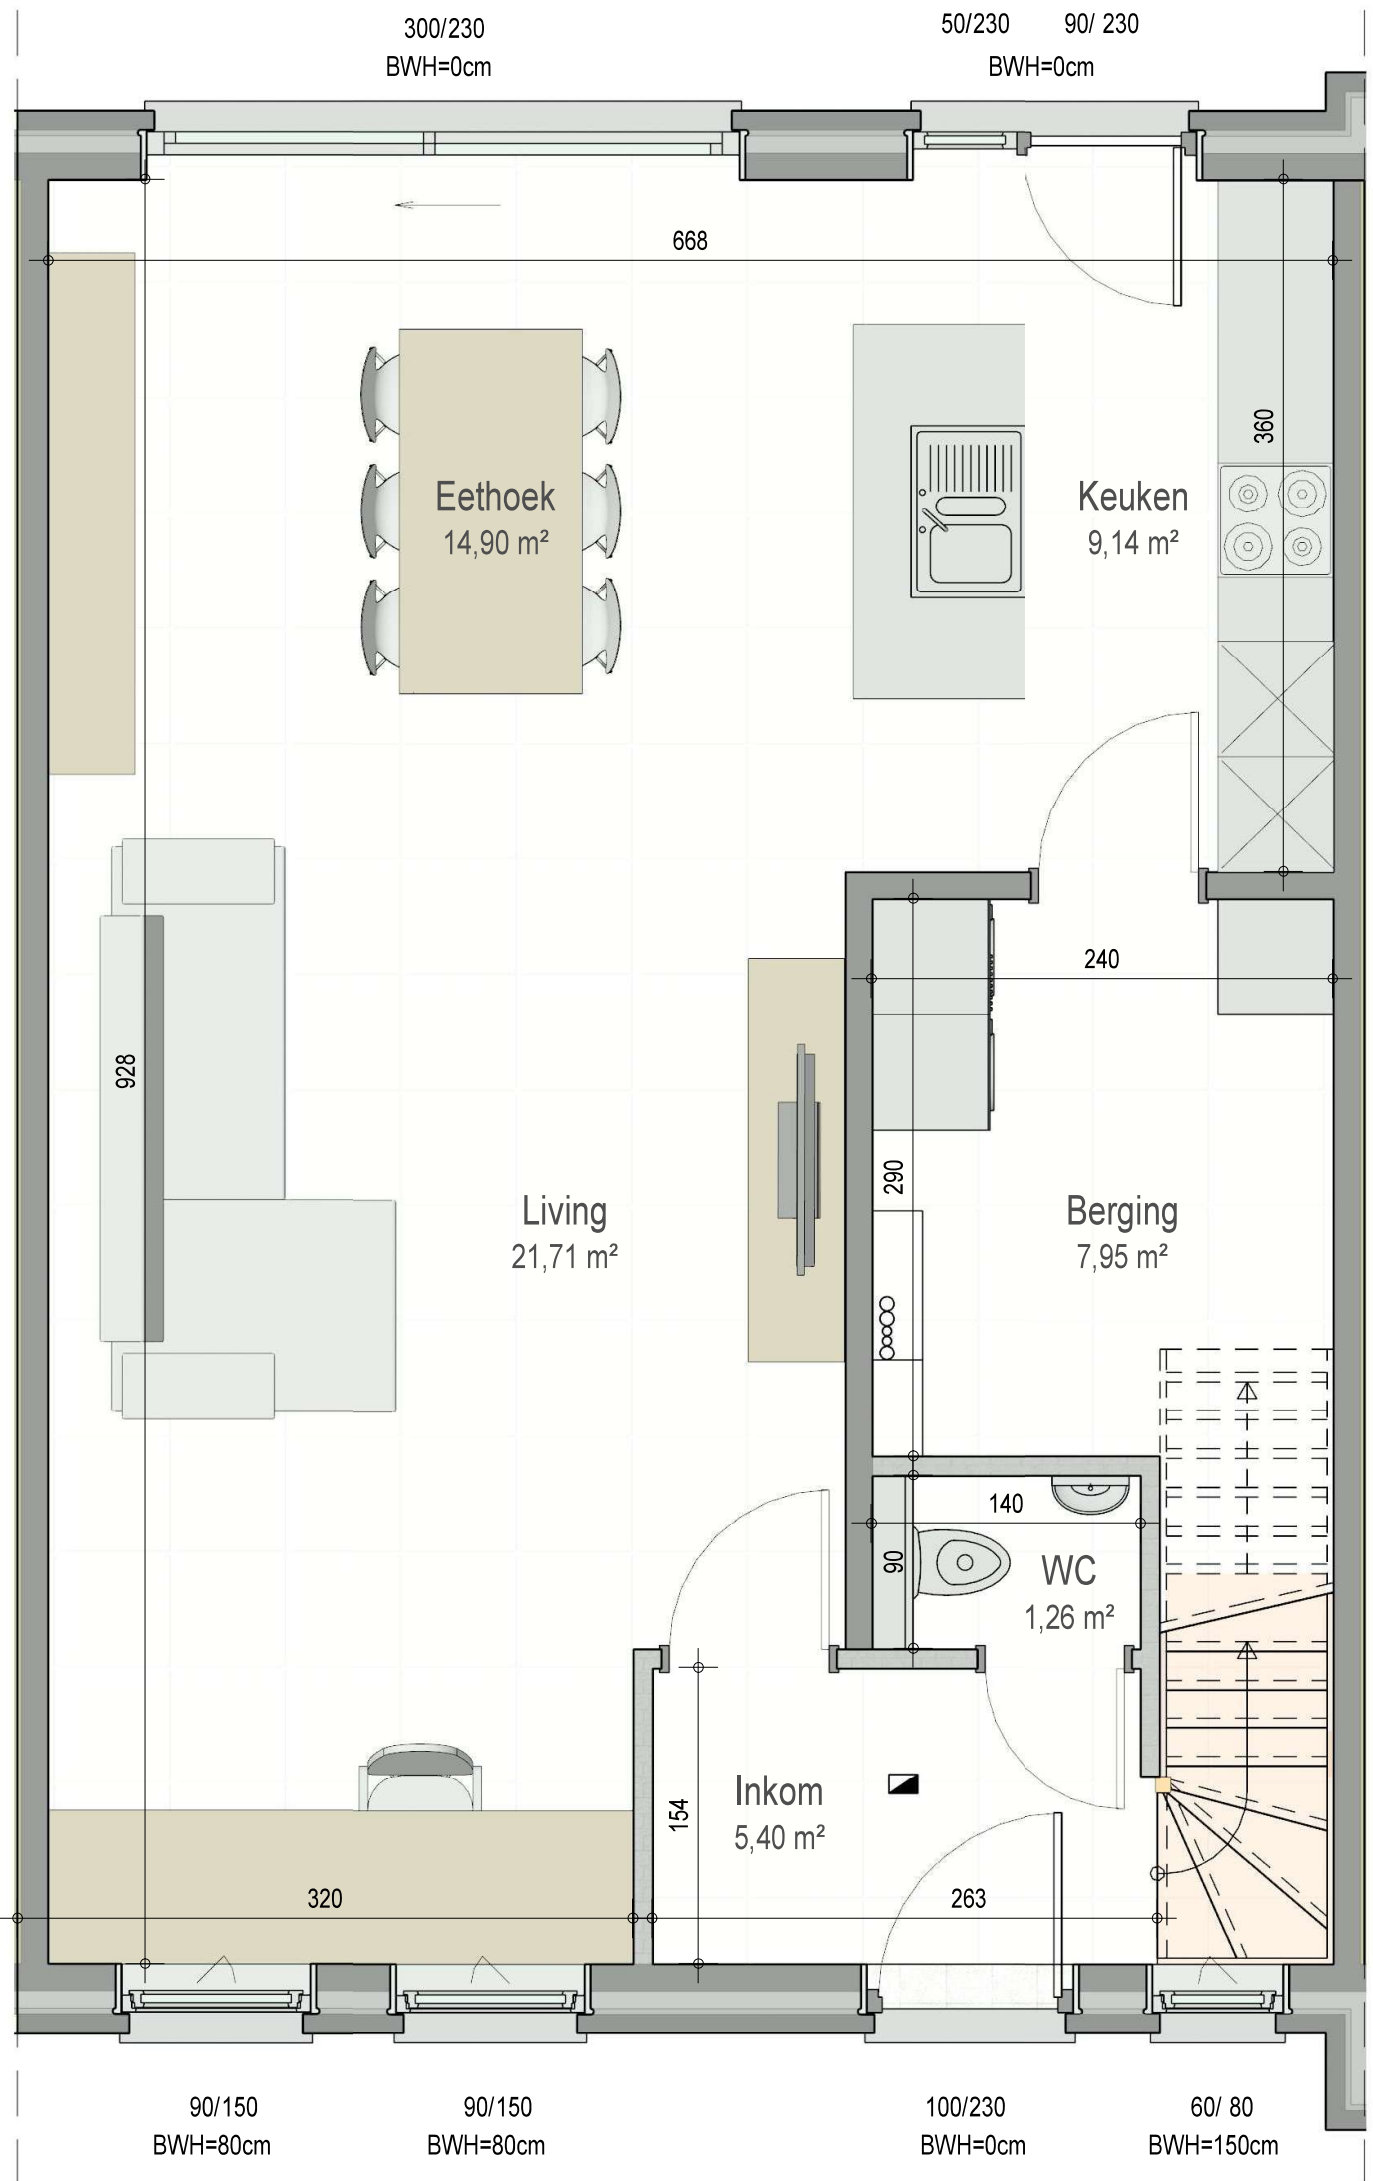 300/230
BWH=0cm
50/230 90/ 230
BWH=0cm
668
360
Eethoek
14,90 m²
Keuken
9,14 m²
240
928
290
Living
21,71 m²
Berging
7,95 m²
140
90
WC
1,26 m²
154
Inkom
5,40 m²
320
263
90/150
BWH=80cm
90/150
BWH=80cm
100/230
BWH=0cm
60/ 80
BWH=150cm